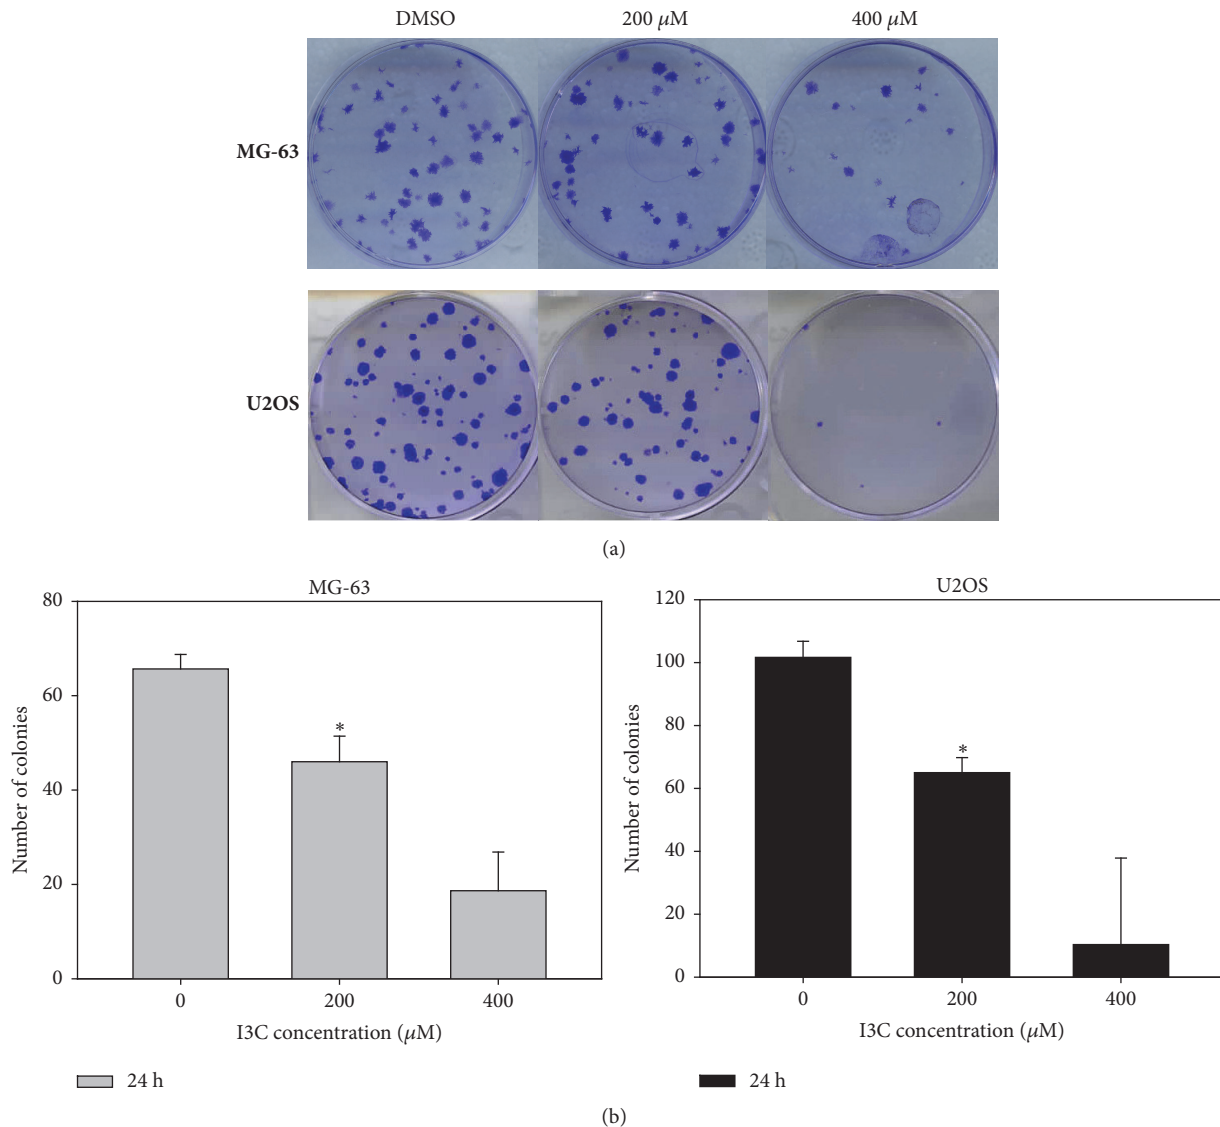 DMSO 200 μM 400 μM
MG-63
U2OS
(a)
MG-63
80
60
40
20
0
Number of colonies
*
0 200 400
I3C concentration (μM)
24 h
U2OS
120
100
80
60
40
20
0
Number of colonies
*
0 200 400
I3C concentration (μM)
24 h
(b)